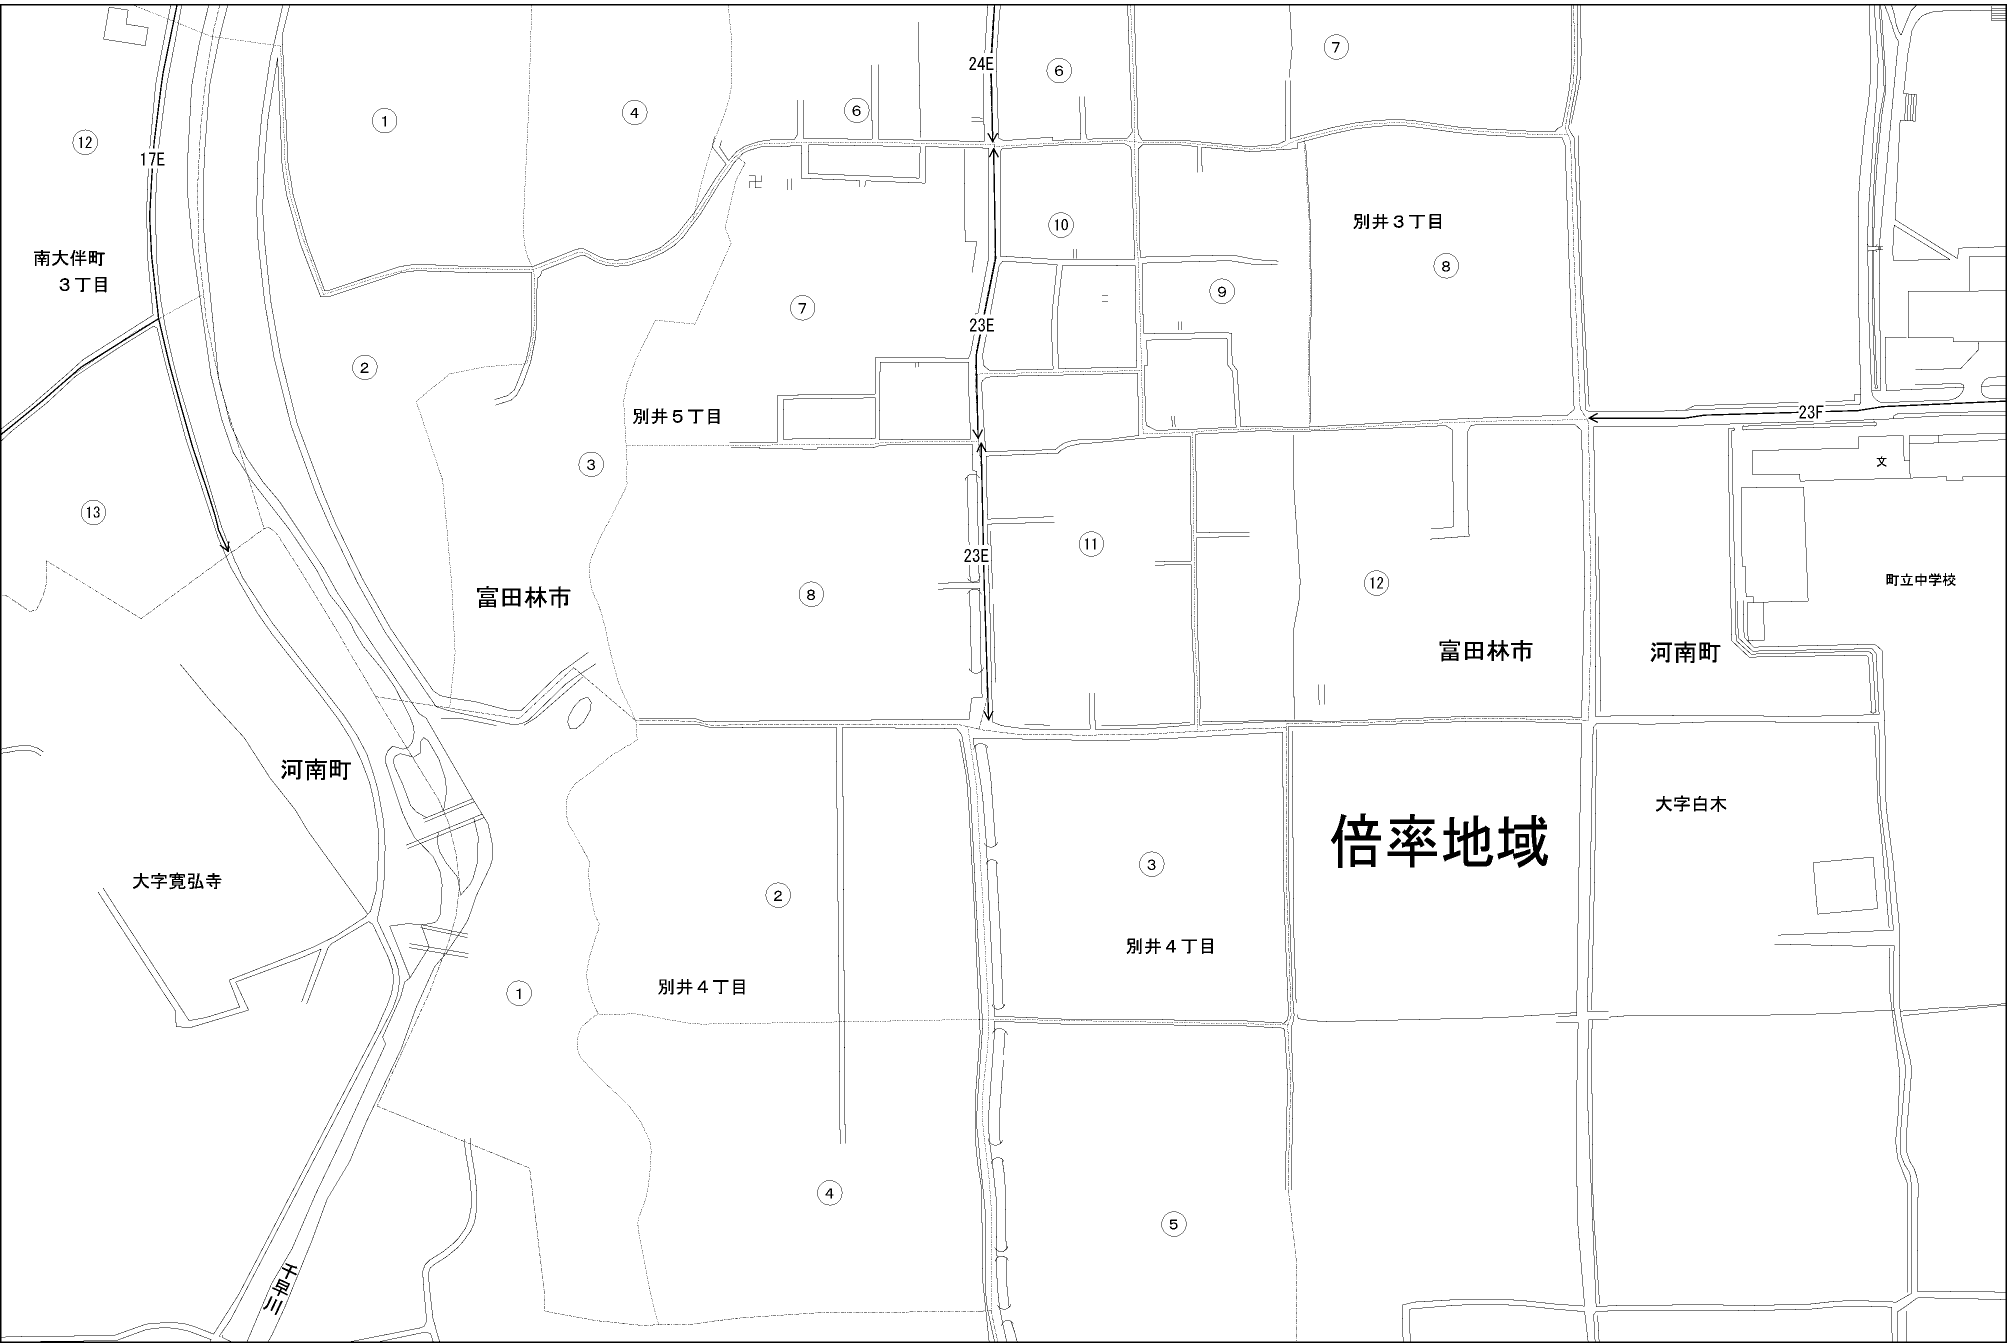 ⑦
24E
⑥
⑥
④
①
⑫
17E
別井３丁目
⑩
南大伴町
３丁目
⑧
⑨
⑦
23E
②
23F
別井５丁目
文
③
⑬
⑪
23E
町立中学校
⑫
⑧
富田林市
富田林市
河南町
河南町
大字白木
倍率地域
③
大字寛弘寺
②
別井４丁目
別井４丁目
①
④
⑤
千早川